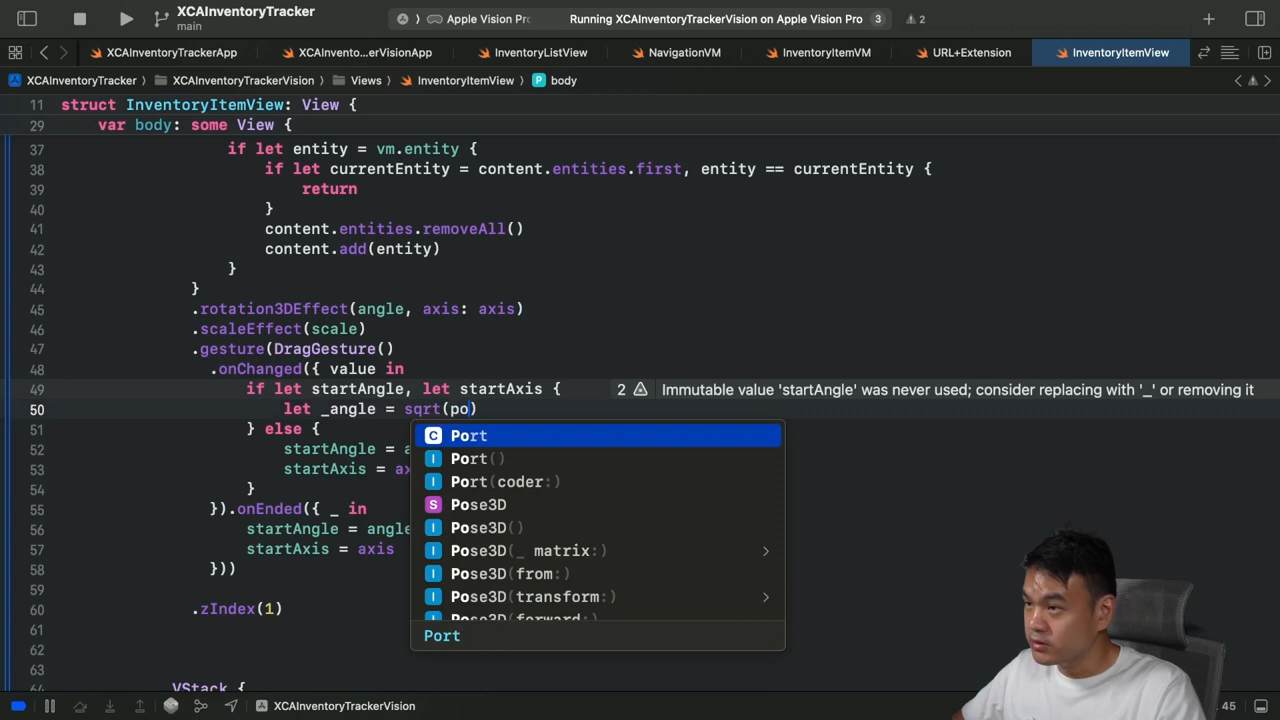 XCAInventoryTracker
main
Apple Vision Pr
Running XCAInventoryTrackerVision on Apple Vision Pro
3
2
XCAInventoryTrackerApp
XCAInvento...erVisionApp
InventoryListView
NavigationVM
InventoryItemVM
URL+Extension
InventoryItemView
XCAInventoryTracker
XCAInventoryTrackerVision
Views
InventoryItemView
body
11 struct InventoryItemView: View {
29 var body: some View {
37 if let entity = vm.entity {
38 if let currentEntity = content.entities.first, entity == currentEntity {
39 return
40 }
41 content.entities.removeAll()
42 content.add(entity)
43 }
44 }
45 .rotation3DEffect(angle, axis: axis)
46 .scaleEffect(scale)
47 .gesture(DragGesture()
48 .onChanged({ value in
49 if let startAngle, let startAxis {
2 Immutable value 'startAngle' was never used; consider replacing with '_' or removing it
50 let _angle = sqrt(po)
51 } else {
52 startAngle = a
53 startAxis = ax
54 }
55 }).onEnded({ _ in
56 startAngle = angle
57 startAxis = axis
58 }))
59
60 .zIndex(1)
61
62
63
64 VStack {
C Port
I Port()
I Port(coder:)
S Pose3D
I Pose3D()
I Pose3D(_ matrix:)
I Pose3D(from:)
I Pose3D(transform:)
I Pose3D(forward:)
Port
XCAInventoryTrackerVision
45